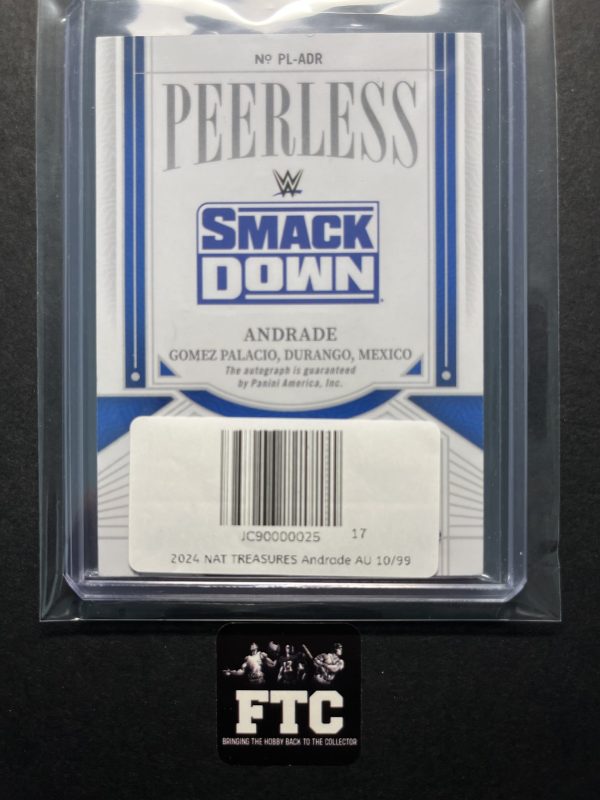 Nº PL-ADR
PEERLESS
W
SMACK
DOWN
ANDRADE
GOMEZ PALACIO, DURANGO, MEXICO
The autograph is guaranteed
by Panini America, Inc.
JC90000025 17
2024 NAT TREASURES Andrade AU 10/99
FTC
BRINGING THE HOBBY BACK TO THE COLLECTOR